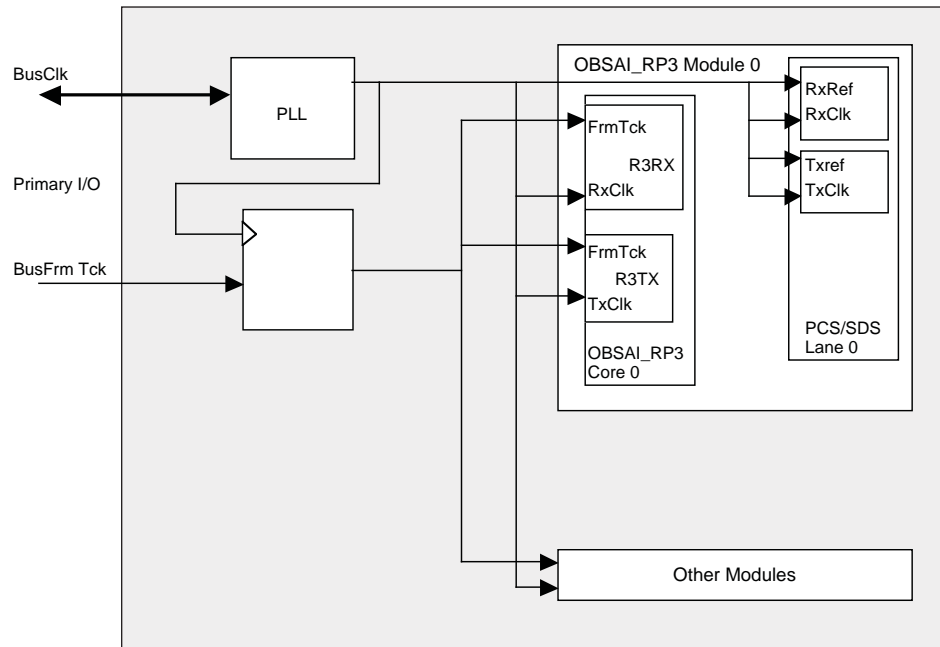 BusClk
PLL
Primary I/O
BusFrm Tck
OBSAI_RP3 Module 0
FrmTck
R3RX
RxClk
FrmTck
R3TX
TxClk
OBSAI_RP3
Core 0
RxRef
RxClk
Txref
TxClk
PCS/SDS
Lane 0
Other Modules